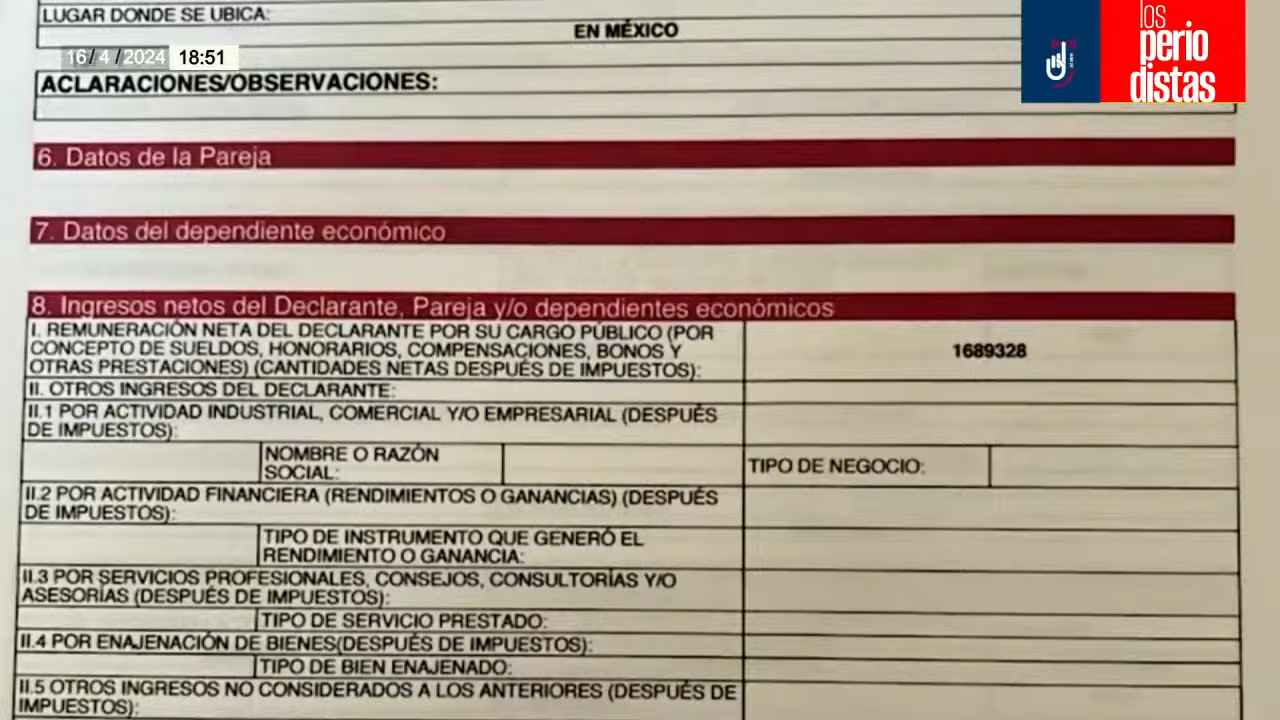 LUGAR DONDE SE UBICA:
EN MÉXICO
16/4/2024 18:51
los
perio
distas
ACLARACIONES/OBSERVACIONES:
6. Datos de la Pareja
7. Datos del dependiente económico
8. Ingresos netos del Declarante, Pareja y/o dependientes económicos
I. REMUNERACIÓN NETA DEL DECLARANTE POR SU CARGO PÚBLICO (POR
CONCEPTO DE SUELDOS, HONORARIOS, COMPENSACIONES, BONOS Y
OTRAS PRESTACIONES) (CANTIDADES NETAS DESPUÉS DE IMPUESTOS):
1689328
II. OTROS INGRESOS DEL DECLARANTE:
II.1 POR ACTIVIDAD INDUSTRIAL, COMERCIAL Y/O EMPRESARIAL (DESPUÉS
DE IMPUESTOS):
NOMBRE O RAZÓN
SOCIAL:
TIPO DE NEGOCIO:
II.2 POR ACTIVIDAD FINANCIERA (RENDIMIENTOS O GANANCIAS) (DESPUÉS
DE IMPUESTOS):
TIPO DE INSTRUMENTO QUE GENERÓ EL
RENDIMIENTO O GANANCIA:
II.3 POR SERVICIOS PROFESIONALES, CONSEJOS, CONSULTORÍAS Y/O
ASESORÍAS (DESPUÉS DE IMPUESTOS):
TIPO DE SERVICIO PRESTADO:
II.4 POR ENAJENACIÓN DE BIENES(DESPUÉS DE IMPUESTOS):
TIPO DE BIEN ENAJENADO:
II.5 OTROS INGRESOS NO CONSIDERADOS A LOS ANTERIORES (DESPUÉS DE
IMPUESTOS):